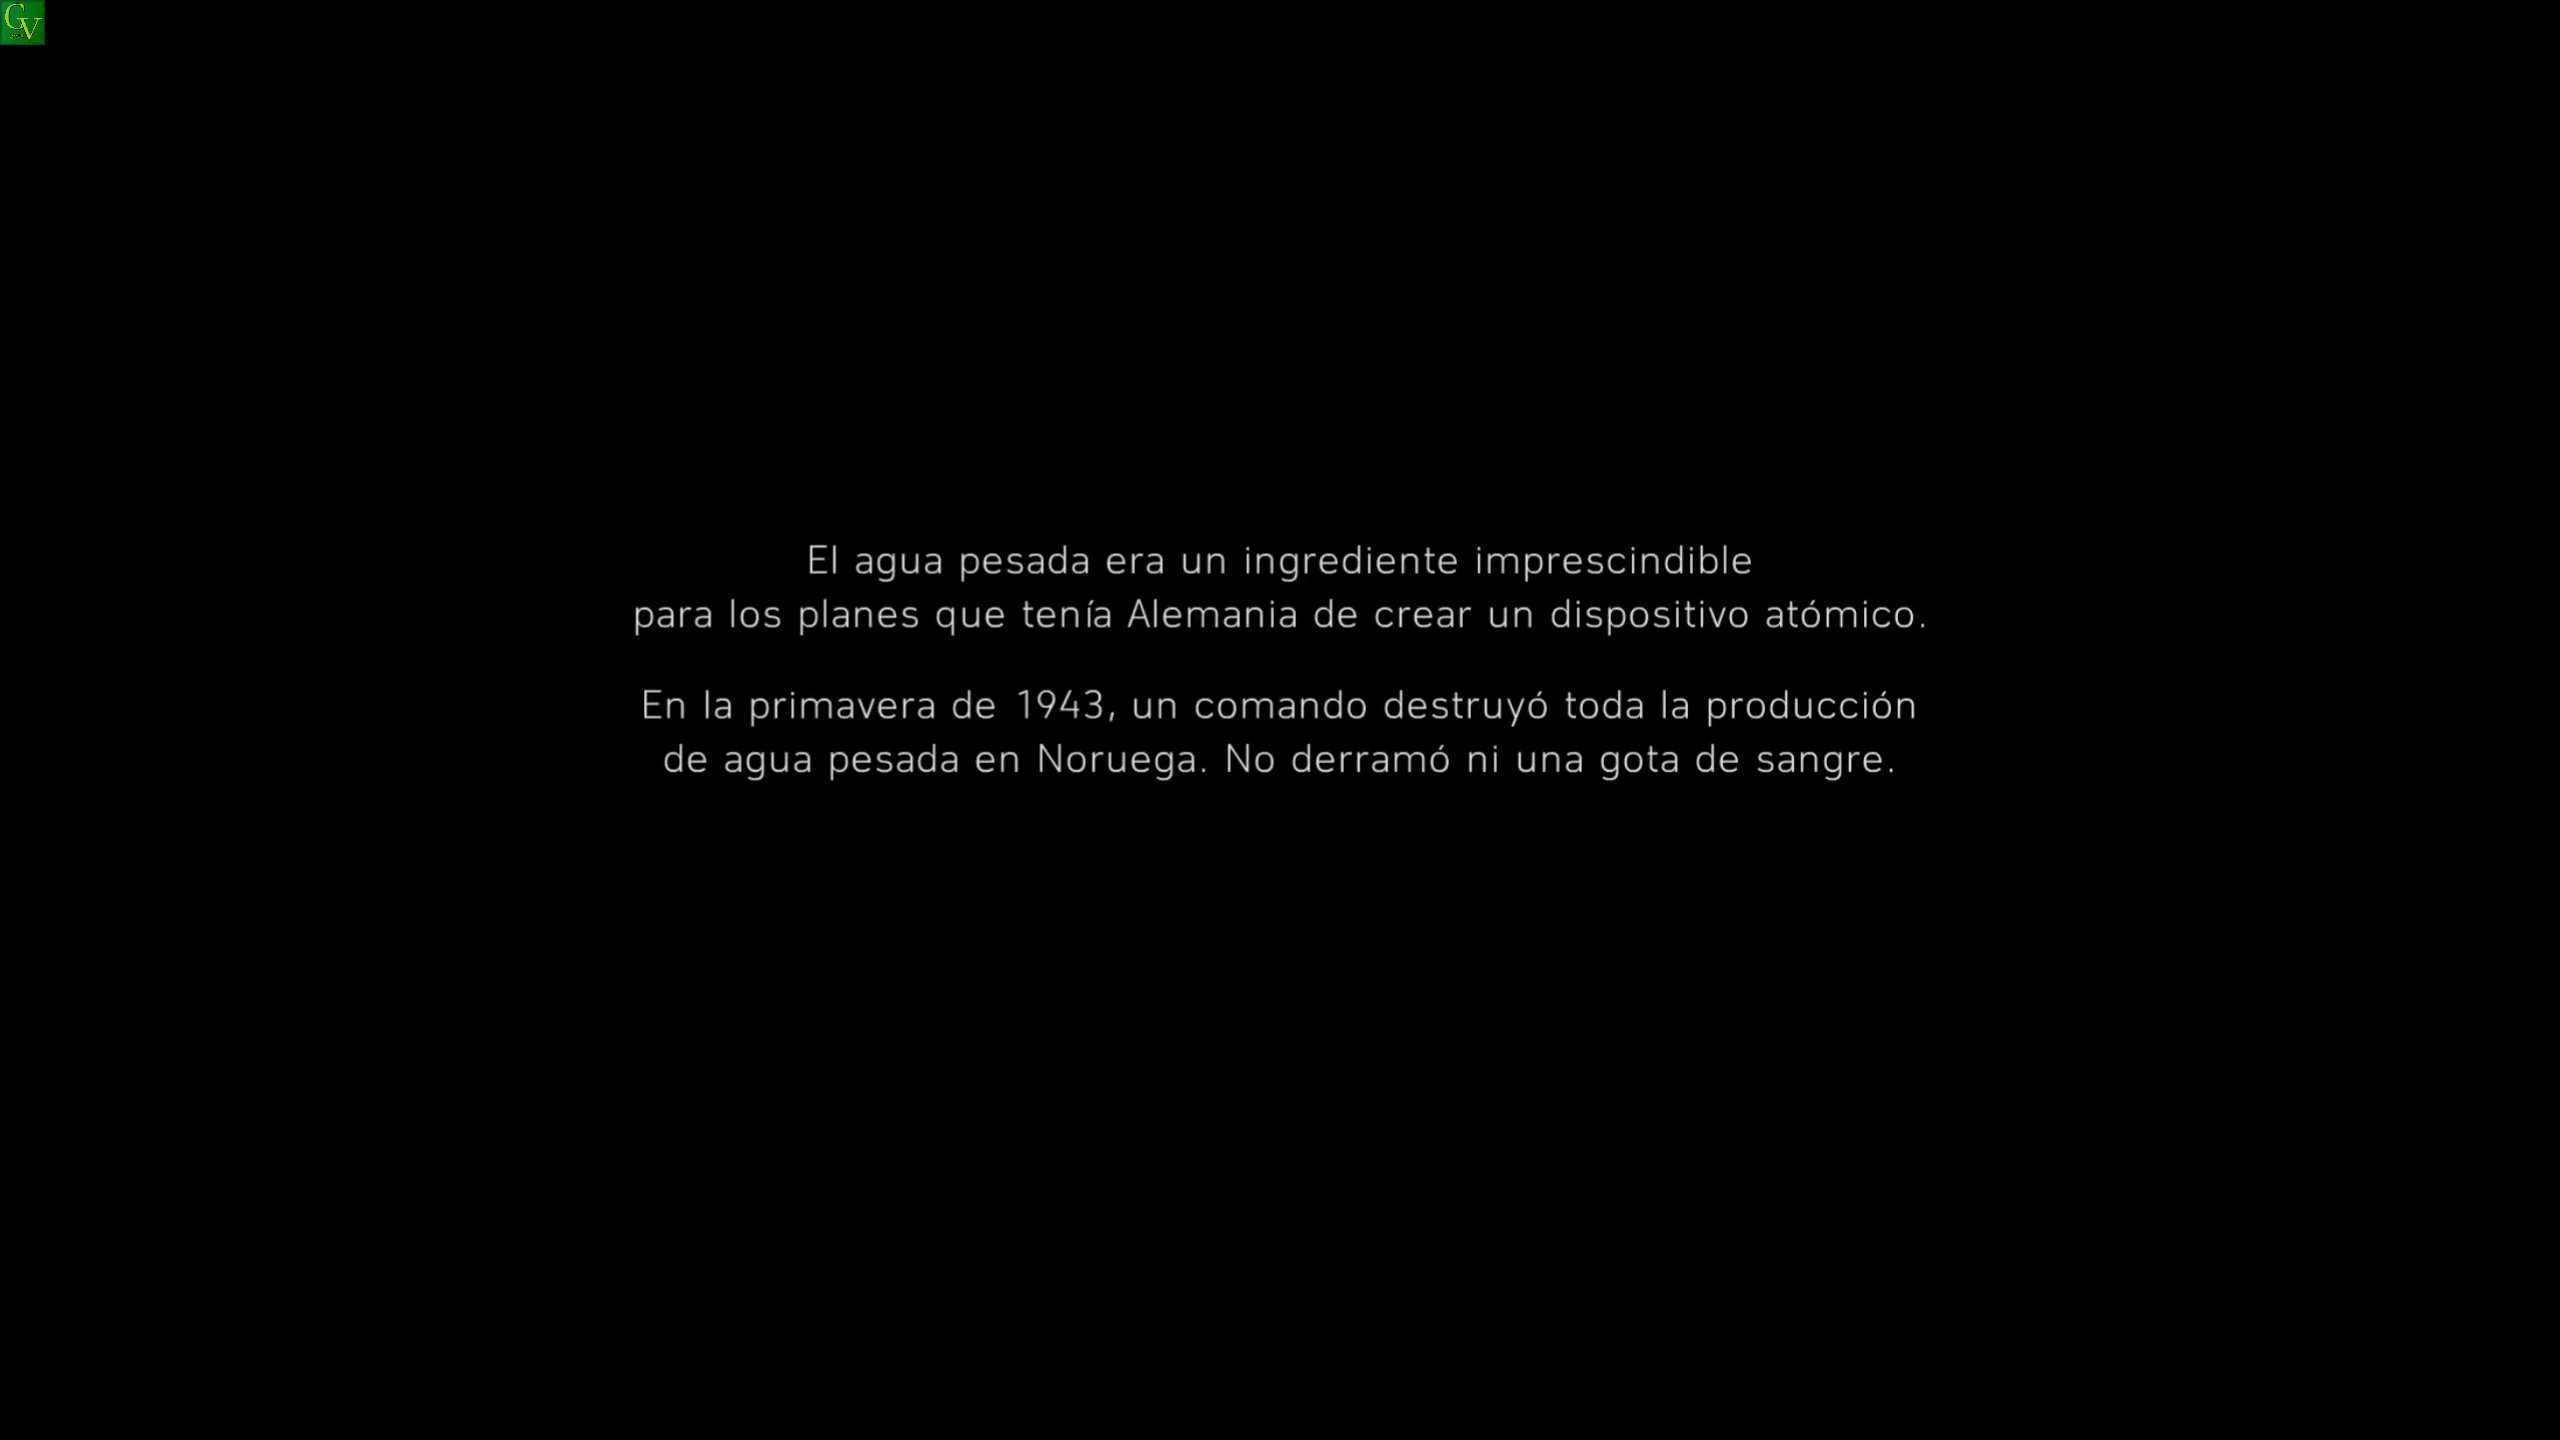 GV
El agua pesada era un ingrediente imprescindible
para los planes que tenía Alemania de crear un dispositivo atómico.
En la primavera de 1943, un comando destruyó toda la producción
de agua pesada en Noruega. No derramó ni una gota de sangre.